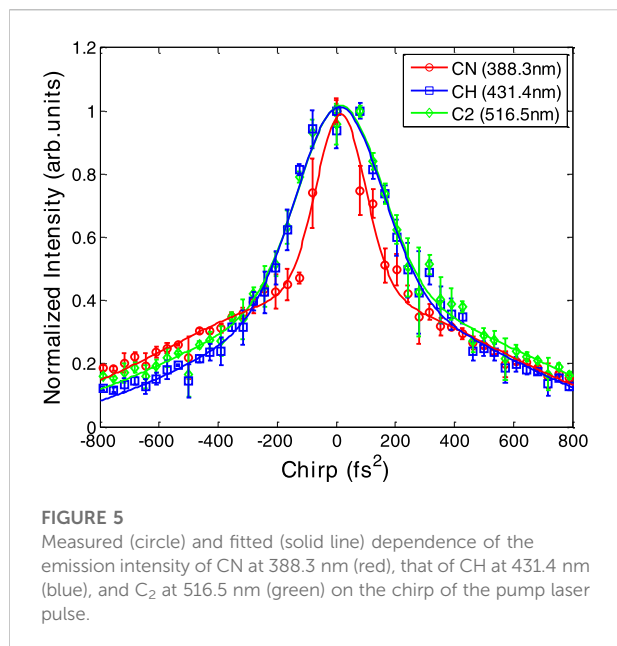 1.2
1
0.8
0.6
0.4
0.2
0
Normalized Intensity (arb.units)
CN (388.3nm)
CH (431.4nm)
C2 (516.5nm)
-800 -600 -400 -200 0 200 400 600 800
Chirp (fs²)
FIGURE 5
Measured (circle) and fitted (solid line) dependence of the
emission intensity of CN at 388.3 nm (red), that of CH at 431.4 nm
(blue), and C₂ at 516.5 nm (green) on the chirp of the pump laser
pulse.